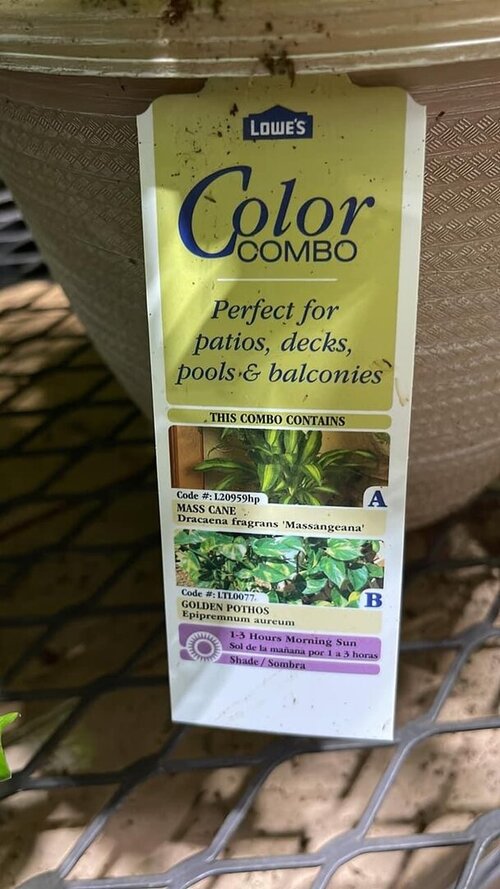 LOWE'S
Color
COMBO
Perfect for
patios, decks,
pools & balconies
THIS COMBO CONTAINS
Code #: L20959hp
A
MASS CANE
Dracaena fragrans 'Massangeana'
Code #: LTL0077
B
GOLDEN POTHOS
Epipremnum aureum
1-3 Hours Morning Sun
Sol de la mañana por 1 a 3 horas
Shade / Sombra